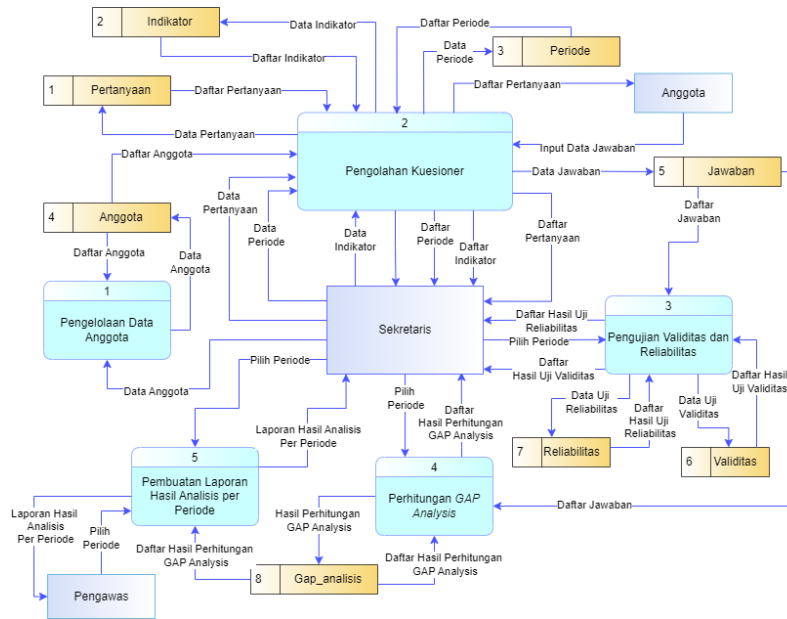 2 Indikator
Data Indikator
Daftar Indikator
Daftar Periode
Data
Periode
3 Periode
1 Pertanyaan
Daftar Pertanyaan
Data Pertanyaan
Daftar Pertanyaan
Anggota
2
Pengolahan Kuesioner
Input Data Jawaban
Data Jawaban
5 Jawaban
Daftar Anggota
Data
Pertanyaan
Data
Periode
Data
Indikator
Daftar
Periode
Daftar
Indikator
Daftar
Pertanyaan
Daftar
Jawaban
4 Anggota
Daftar Anggota
Data
Anggota
1
Pengelolaan Data
Anggota
Data Anggota
Sekretaris
Daftar Hasil Uji
Reliabilitas
Pilih Periode
Daftar
Hasil Uji Validitas
3
Pengujian Validitas dan
Reliabilitas
Data Uji
Reliabilitas
Daftar
Hasil Uji
Reliabilitas
Data Uji
Validitas
Daftar Hasil
Uji Validitas
7 Reliabilitas
6 Validitas
Pilih Periode
Laporan Hasil Analisis
Per Periode
Pilih
Periode
Daftar
Hasil Perhitungan
GAP Analysis
5
Pembuatan Laporan
Hasil Analisis per
Periode
4
Perhitungan GAP
Analysis
Daftar Jawaban
Laporan Hasil
Analisis
Per Periode
Pilih
Periode
Hasil Perhitungan
GAP Analysis
Daftar Hasil Perhitungan
GAP Analysis
Daftar Hasil Perhitungan
GAP Analysis
8 Gap_analisis
Pengawas